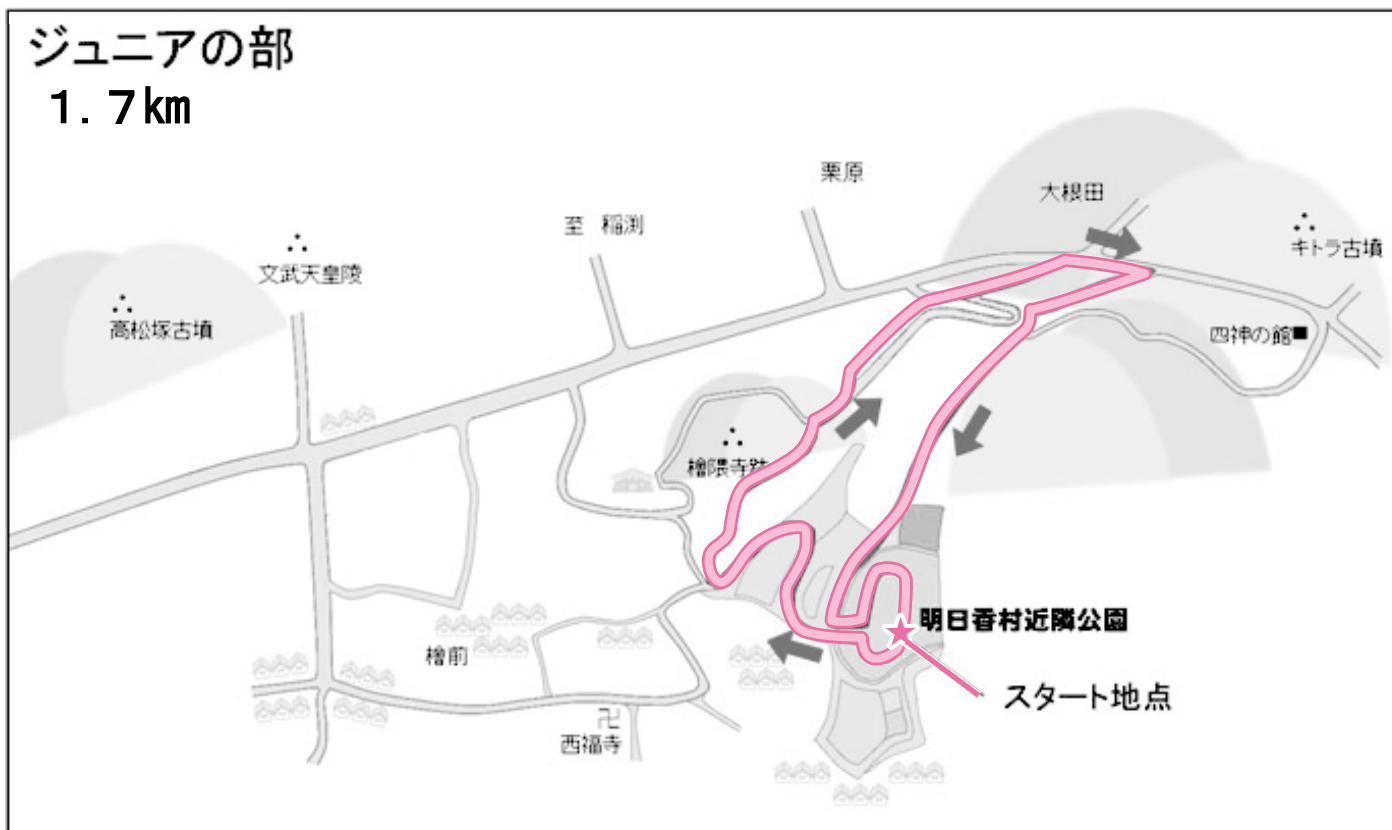 ジュニアの部
1.7km
栗原
大根田
至 稲渕
キトラ古墳
文武天皇陵
高松塚古墳
四神の館
檜隈寺跡
明日香村近隣公園
檜前
スタート地点
卍
西福寺